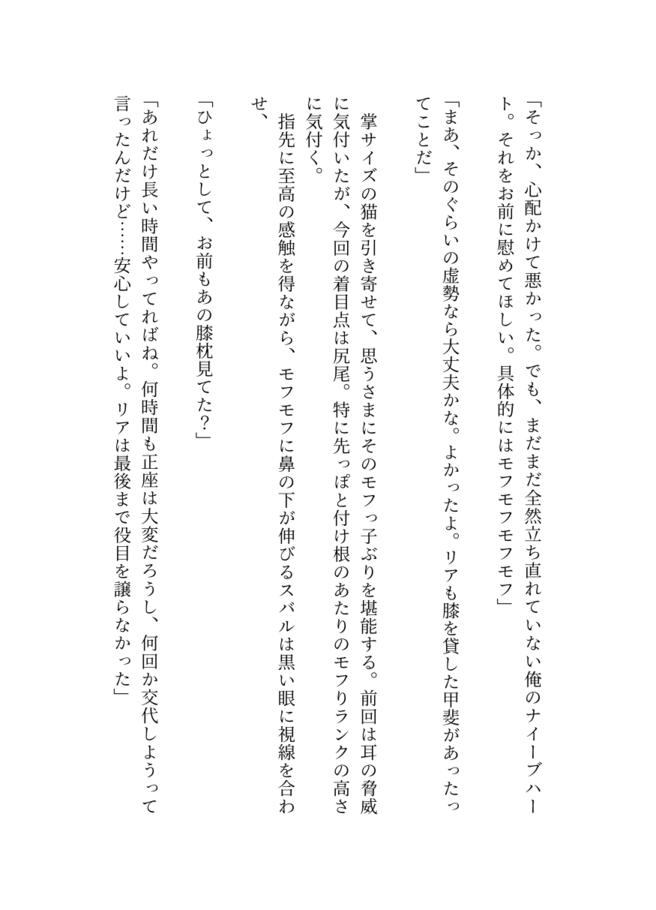 「そっか、心配かけて悪かった。でも、まだまだ全然立ち直れていない俺のナイーブハー
ト。それをお前に慰めてほしい。具体的にはモフモフモフモフ」
「まあ、そのぐらいの虚勢なら大丈夫かな。よかったよ。リアも膝を貸した甲斐があったっ
てことだ」
　掌サイズの猫を引き寄せて、思うさまにそのモフっ子ぶりを堪能する。前回は耳の脅威
に気付いたが、今回の着目点は尻尾。特に先っぽと付け根のあたりのモフりランクの高さ
に気付く。
　指先に至高の感触を得ながら、モフモフに鼻の下が伸びるスバルは黒い眼に視線を合わ
せ、
「ひょっとして、お前もあの膝枕見てた？」
「あれだけ長い時間やってればね。何時間も正座は大変だろうし、何回か交代しようって
言ったんだけど……安心していいよ。リアは最後まで役目を譲らなかった」